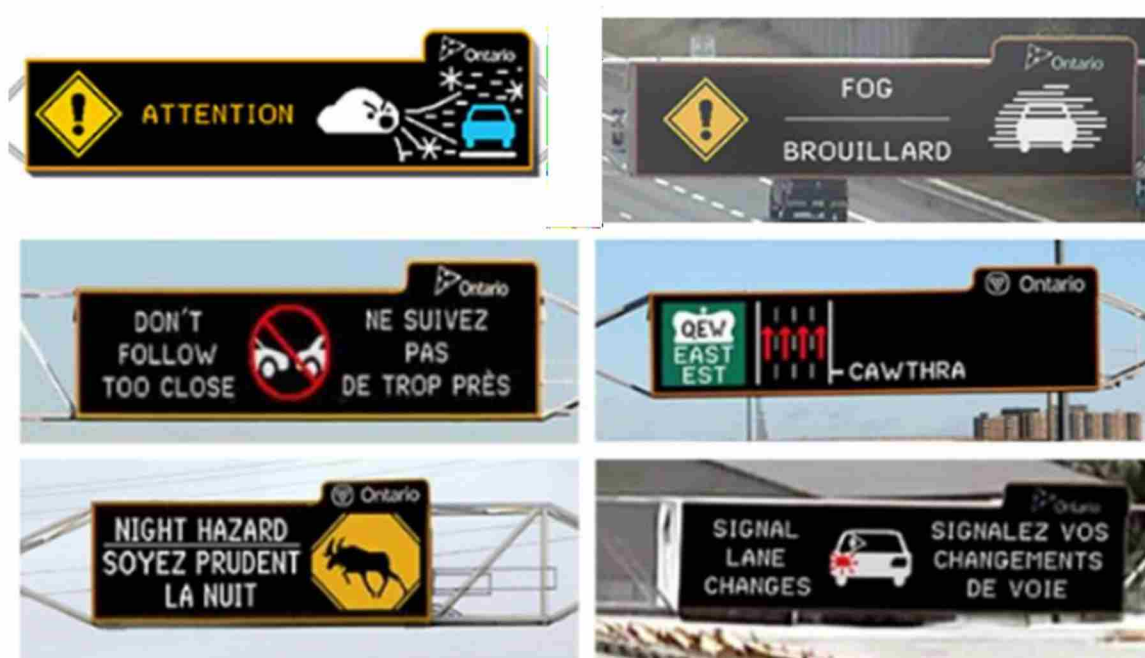 Ontario
ATTENTION
Ontario
FOG
BROUILLARD
Ontario
DON'T
FOLLOW
TOO CLOSE
NE SUIVEZ
PAS
DE TROP PRÈS
Ontario
QEW
EAST
EST
CAWTHRA
Ontario
NIGHT HAZARD
SOYEZ PRUDENT
LA NUIT
Ontario
SIGNAL
LANE
CHANGES
SIGNALEZ VOS
CHANGEMENTS
DE VOIE